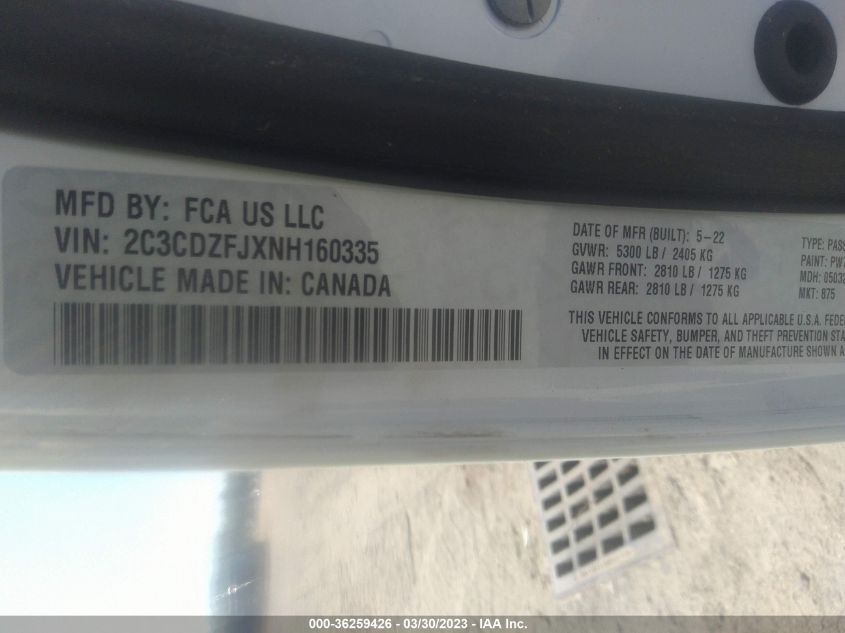 MFD BY: FCA US LLC
VIN: 2C3CDZFJXNH160335
VEHICLE MADE IN: CANADA
DATE OF MFR (BUILT): 5-22
GVWR: 5300 LB / 2405 KG
GAWR FRONT: 2810 LB / 1275 KG
GAWR REAR: 2810 LB / 1275 KG
TYPE: PASS
PAINT: PW7
MDH: 05032
MKT: 875
THIS VEHICLE CONFORMS TO ALL APPLICABLE U.S.A. FEDE
VEHICLE SAFETY, BUMPER, AND THEFT PREVENTION STA
IN EFFECT ON THE DATE OF MANUFACTURE SHOWN A
000-36259426 - 03/30/2023 - IAA Inc.